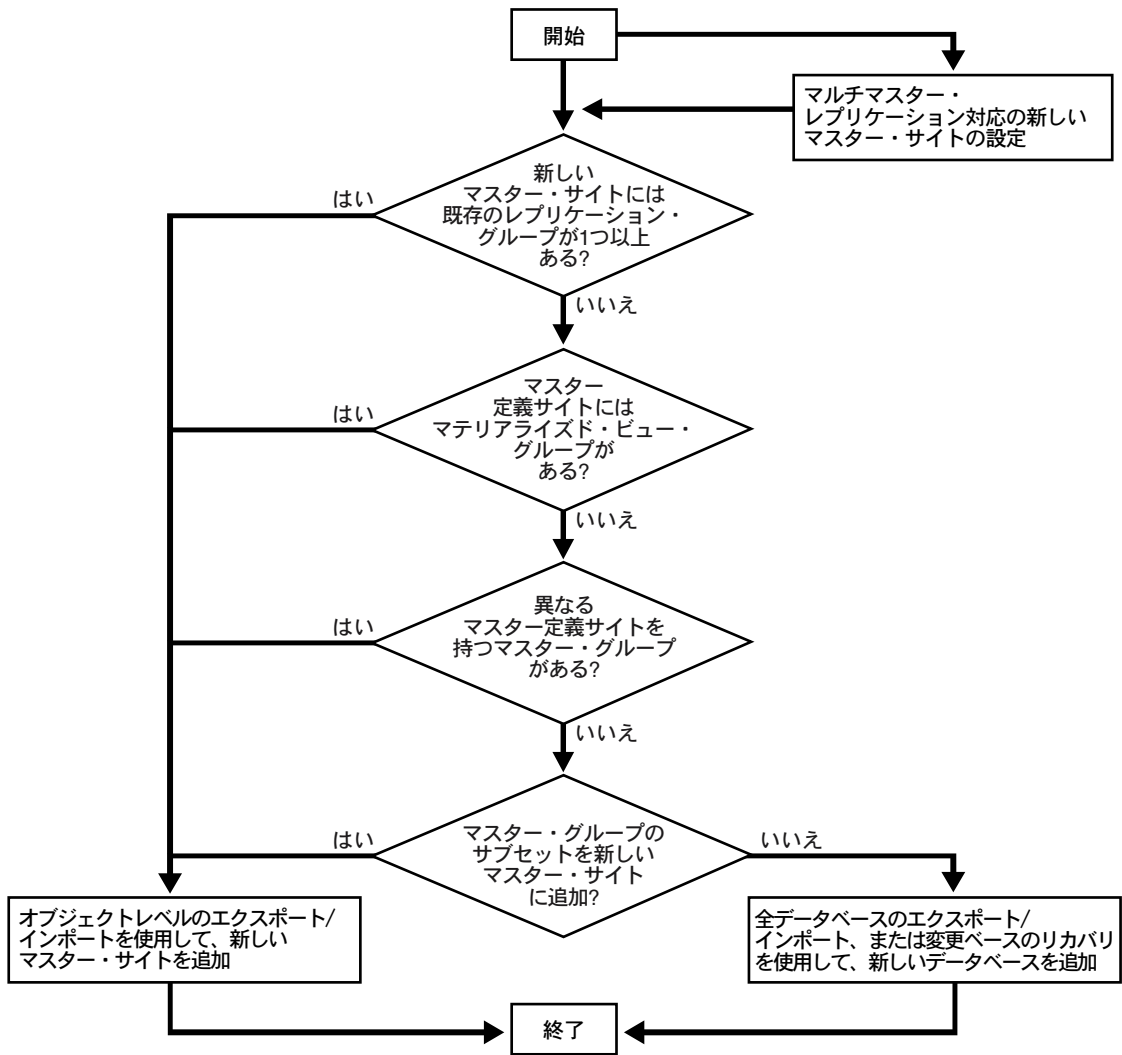 開始
マルチマスター・
レプリケーション対応の新しい
マスター・サイトの設定
新しい
マスター・サイトには
既存のレプリケーション・
グループが1つ以上
ある?
はい
いいえ
マスター
定義サイトには
マテリアライズド・ビュー・
グループが
ある?
はい
いいえ
異なる
マスター定義サイトを
持つマスター・グループ
がある?
はい
いいえ
マスター・グループの
サブセットを新しい
マスター・サイト
に追加?
はい
いいえ
オブジェクトレベルのエクスポート/
インポートを使用して、新しい
マスター・サイトを追加
全データベースのエクスポート/
インポート、または変更ベースのリカバリ
を使用して、新しいデータベースを追加
終了